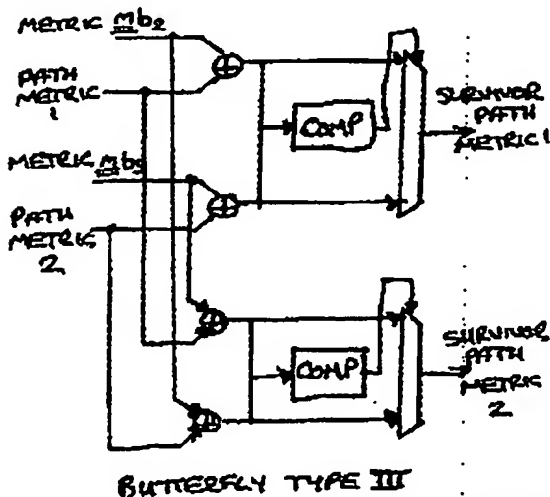 METRIC Mb2
PATH
METRIC
1
METRIC Mb3
PATH
METRIC
2
COMP
SURVIVOR
PATH
METRIC 1
COMP
SURVIVOR
PATH
METRIC
2
BUTTERFLY TYPE III